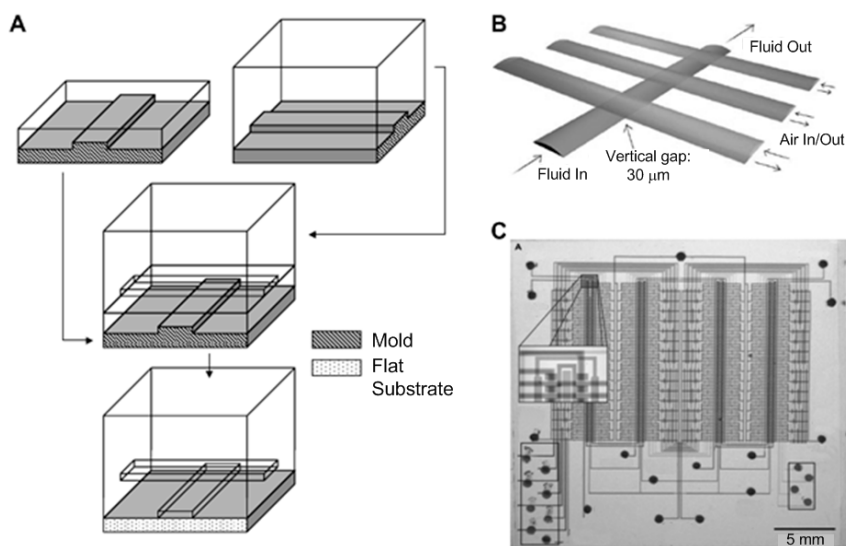 A
Mold
Flat
Substrate
B
Fluid Out
Air In/Out
Vertical gap:
30 μm
Fluid In
C
A
5 mm